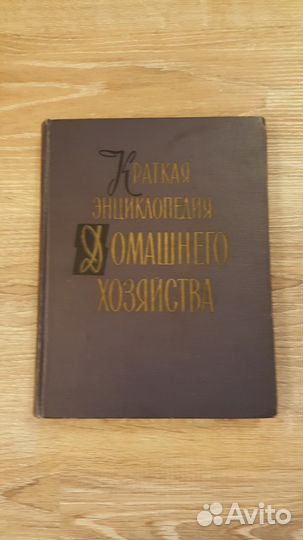 Краткая
энциклопедия
Домашнего
хозяйства
Avito